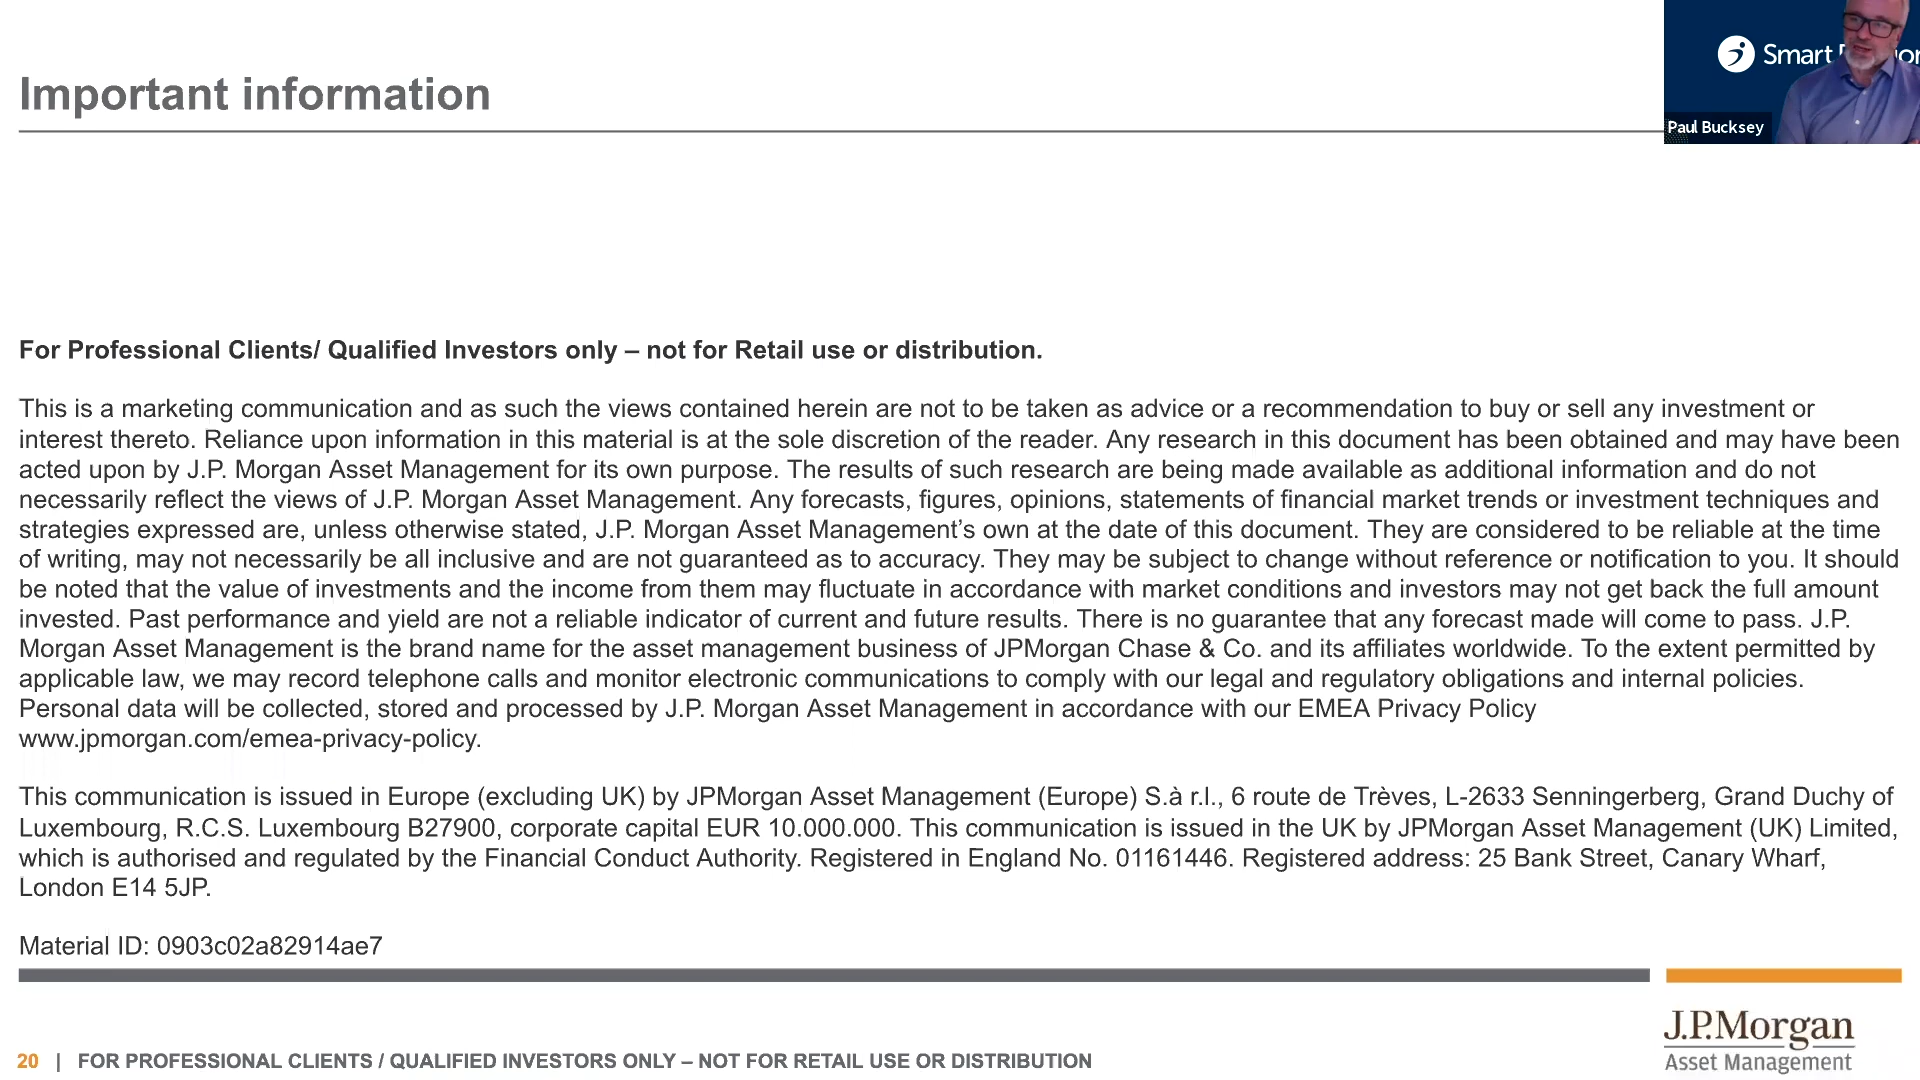 Important information
Smart
Paul Bucksey
For Professional Clients/ Qualified Investors only – not for Retail use or distribution.
This is a marketing communication and as such the views contained herein are not to be taken as advice or a recommendation to buy or sell any investment or
interest thereto. Reliance upon information in this material is at the sole discretion of the reader. Any research in this document has been obtained and may have been
acted upon by J.P. Morgan Asset Management for its own purpose. The results of such research are being made available as additional information and do not
necessarily reflect the views of J.P. Morgan Asset Management. Any forecasts, figures, opinions, statements of financial market trends or investment techniques and
strategies expressed are, unless otherwise stated, J.P. Morgan Asset Management’s own at the date of this document. They are considered to be reliable at the time
of writing, may not necessarily be all inclusive and are not guaranteed as to accuracy. They may be subject to change without reference or notification to you. It should
be noted that the value of investments and the income from them may fluctuate in accordance with market conditions and investors may not get back the full amount
invested. Past performance and yield are not a reliable indicator of current and future results. There is no guarantee that any forecast made will come to pass. J.P.
Morgan Asset Management is the brand name for the asset management business of JPMorgan Chase & Co. and its affiliates worldwide. To the extent permitted by
applicable law, we may record telephone calls and monitor electronic communications to comply with our legal and regulatory obligations and internal policies.
Personal data will be collected, stored and processed by J.P. Morgan Asset Management in accordance with our EMEA Privacy Policy
www.jpmorgan.com/emea-privacy-policy.
This communication is issued in Europe (excluding UK) by JPMorgan Asset Management (Europe) S.à r.l., 6 route de Trèves, L-2633 Senningerberg, Grand Duchy of
Luxembourg, R.C.S. Luxembourg B27900, corporate capital EUR 10.000.000. This communication is issued in the UK by JPMorgan Asset Management (UK) Limited,
which is authorised and regulated by the Financial Conduct Authority. Registered in England No. 01161446. Registered address: 25 Bank Street, Canary Wharf,
London E14 5JP.
Material ID: 0903c02a82914ae7
J.P.Morgan
Asset Management
20 | FOR PROFESSIONAL CLIENTS / QUALIFIED INVESTORS ONLY – NOT FOR RETAIL USE OR DISTRIBUTION